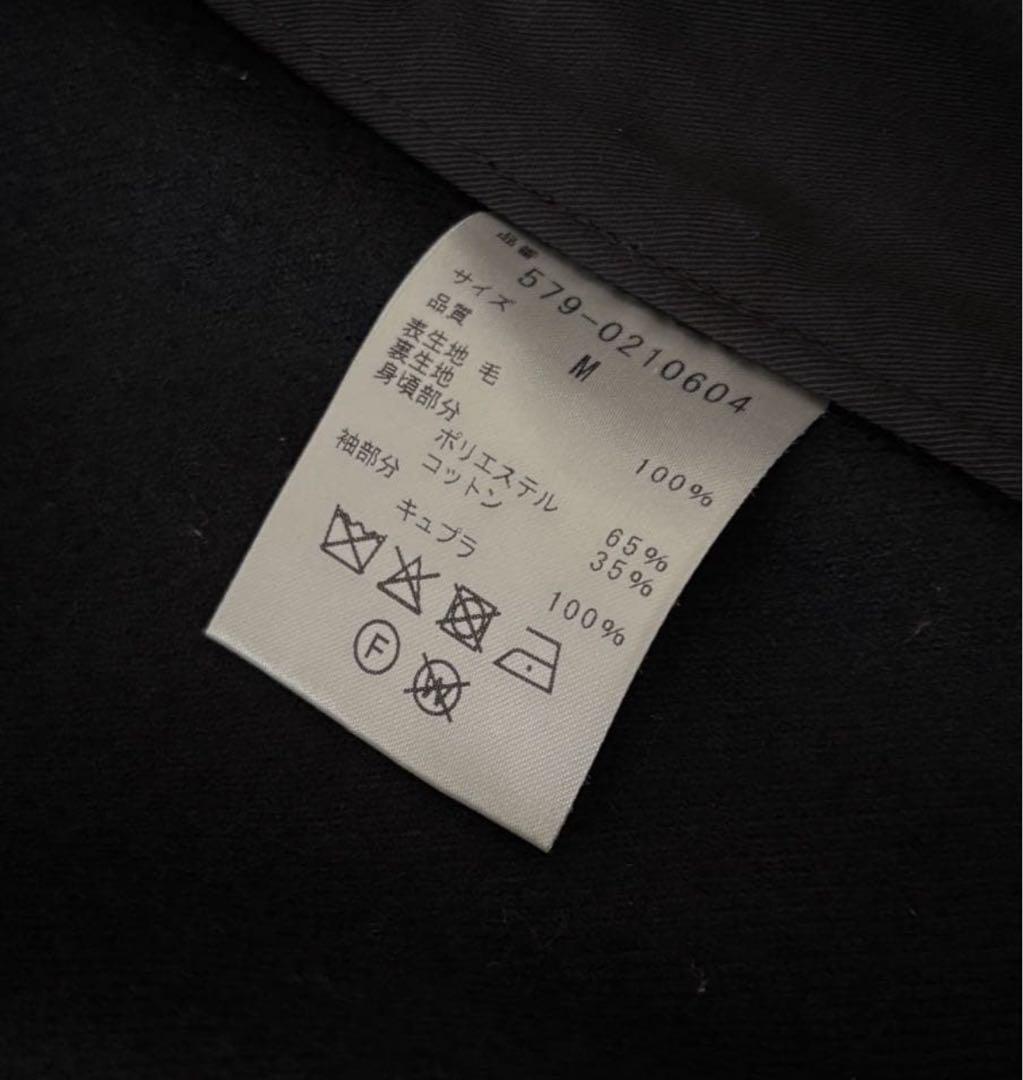 品番 579-0210604
サイズ M
品質
表生地 毛 100%
裏生地
身頃部分
ポリエステル 65%
コットン 35%
袖部分
キュプラ 100%
F
W